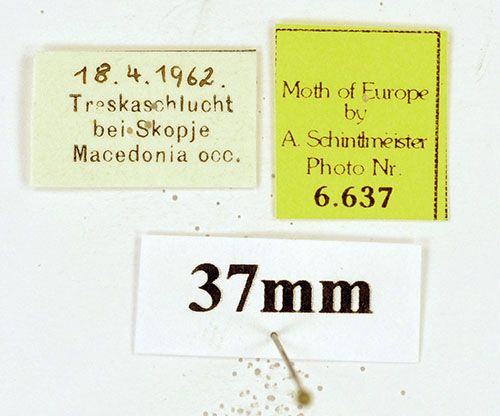 18.4.1962.
Treskaschlucht
bei Skopje
Macedonia occ.
Moth of Europe
by
A. Schintlmeister
Photo Nr.
6.637
37mm